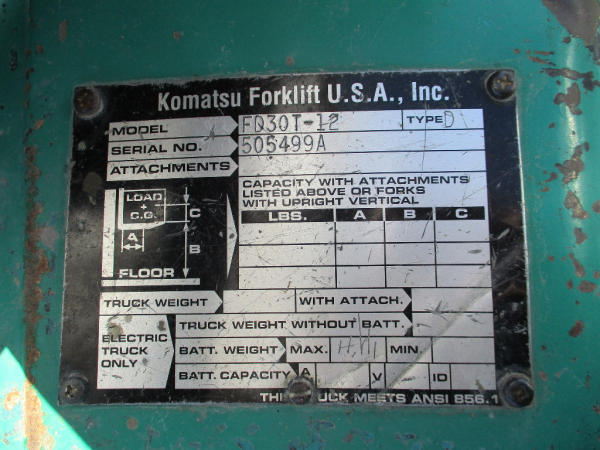 Komatsu Forklift U.S.A., Inc.
MODEL FD30T-12 TYPE D
SERIAL NO. 505499A
ATTACHMENTS
CAPACITY WITH ATTACHMENTS
LISTED ABOVE OR FORKS
WITH UPRIGHT VERTICAL
LOAD
+
C.G.
A
C
B
FLOOR
LBS. A B C
TRUCK WEIGHT WITH ATTACH.
ELECTRIC
TRUCK
ONLY
TRUCK WEIGHT WITHOUT BATT.
BATT. WEIGHT MAX. MIN.
BATT. CAPACITY A V ID
TRUCK MEETS ANSI B56.1